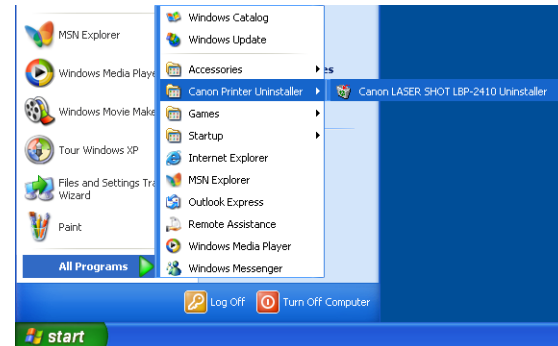 MSN Explorer
Windows Media Playe
Windows Movie Make
Tour Windows XP
Files and Settings Tra
Wizard
Paint
All Programs
Windows Catalog
Windows Update
Accessories
es
Canon Printer Uninstaller
Games
Startup
Internet Explorer
MSN Explorer
Outlook Express
Remote Assistance
Windows Media Player
Windows Messenger
Canon LASER SHOT LBP-2410 Uninstaller
Log Off
Turn Off Computer
start